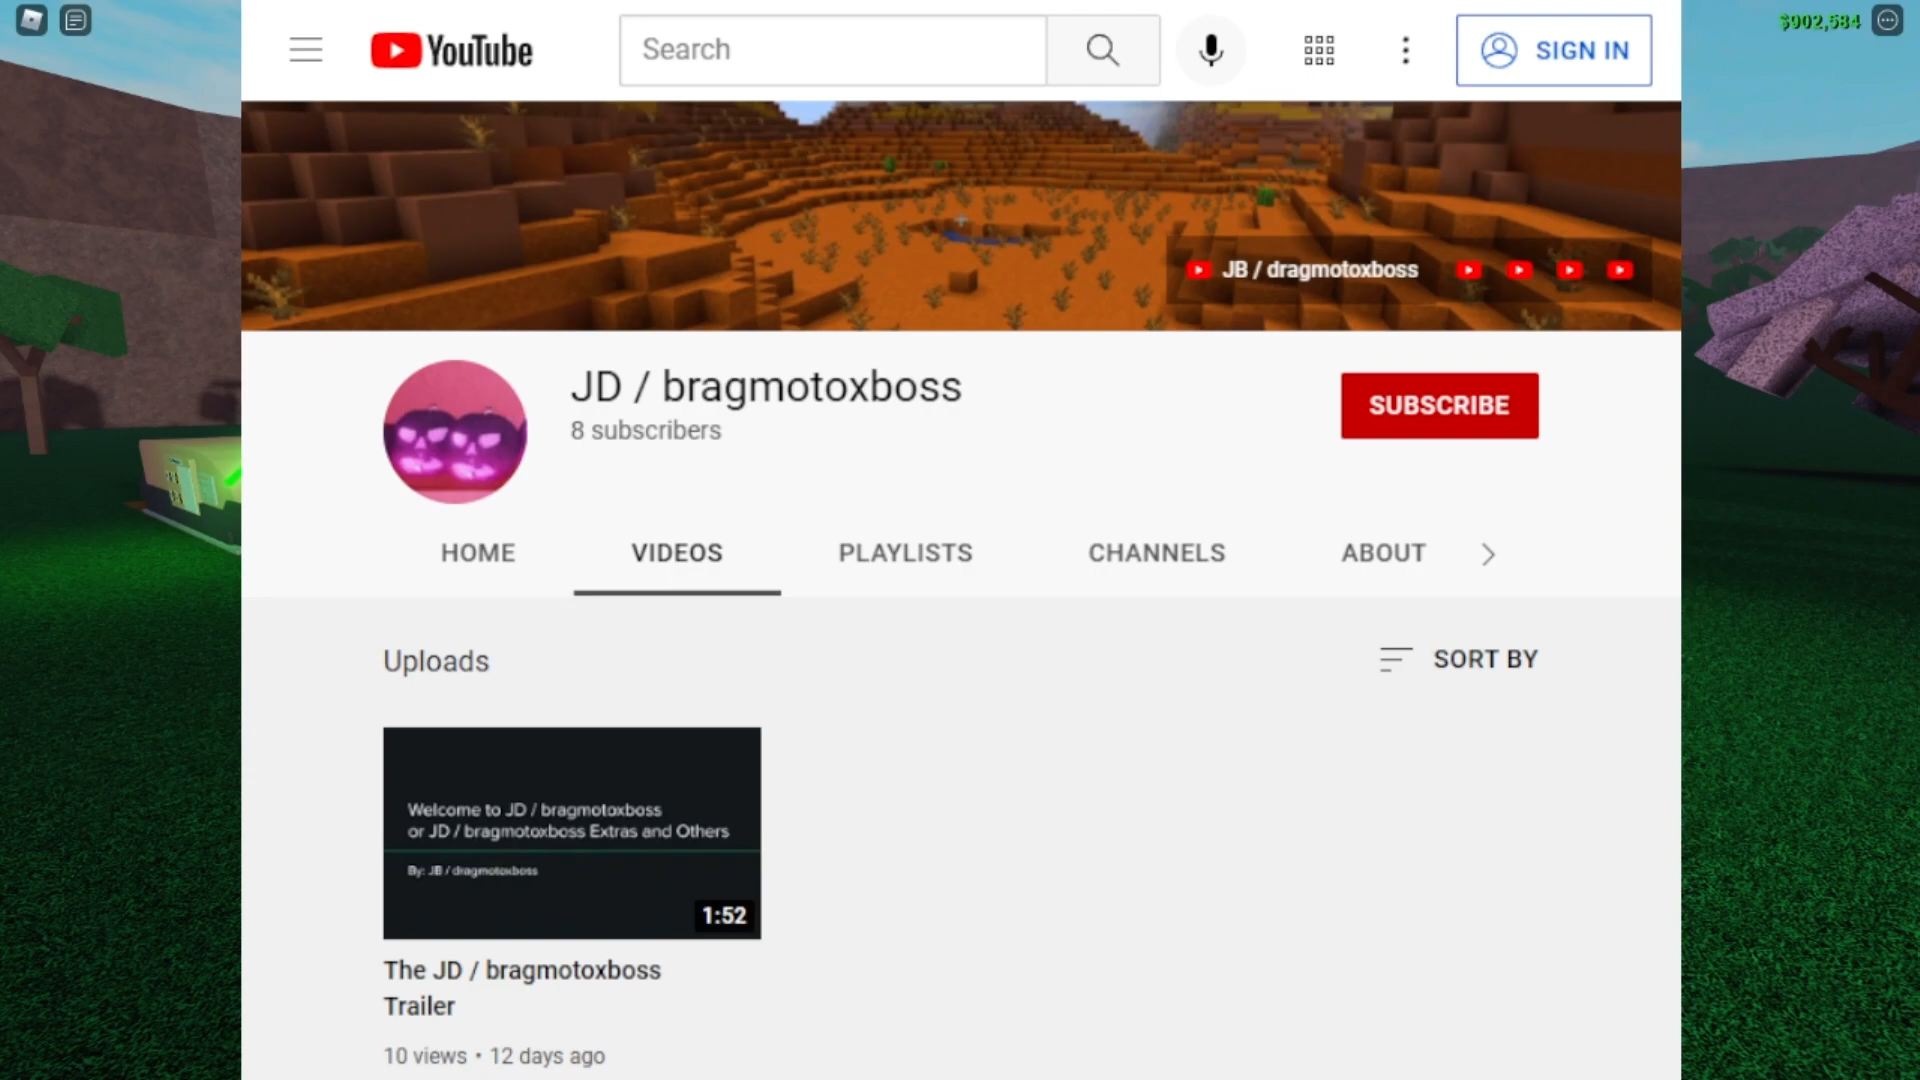 $902,584
YouTube
Search
SIGN IN
JB / dragmotoxboss
JD / bragmotoxboss
8 subscribers
SUBSCRIBE
HOME
VIDEOS
PLAYLISTS
CHANNELS
ABOUT
Uploads
SORT BY
Welcome to JD / bragmotoxboss
or JD / bragmotoxboss Extras and Others
By: JB / dragmotoxboss
1:52
The JD / bragmotoxboss
Trailer
10 views • 12 days ago